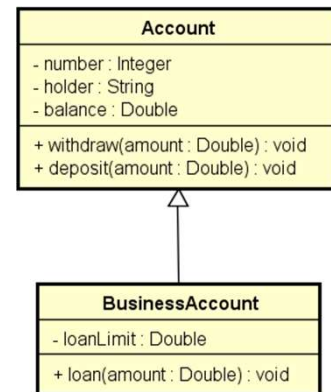 Account
- number : Integer
- holder : String
- balance : Double
+ withdraw(amount : Double) : void
+ deposit(amount : Double) : void
BusinessAccount
- loanLimit : Double
+ loan(amount : Double) : void